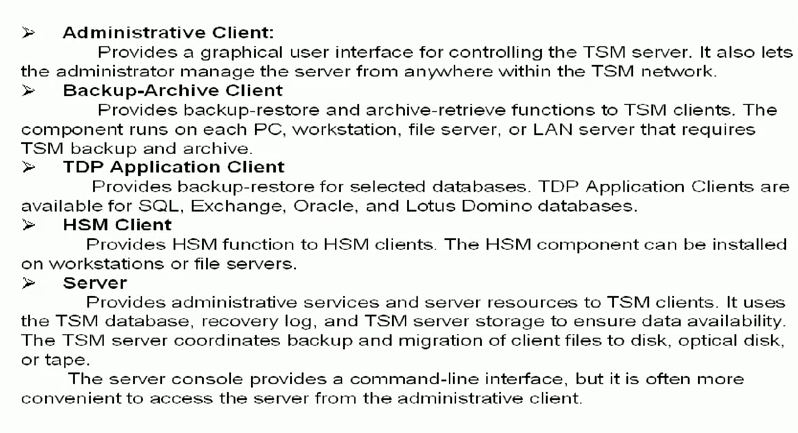 ➢ Administrative Client:
Provides a graphical user interface for controlling the TSM server. It also lets
the administrator manage the server from anywhere within the TSM network.
➢ Backup-Archive Client
Provides backup-restore and archive-retrieve functions to TSM clients. The
component runs on each PC, workstation, file server, or LAN server that requires
TSM backup and archive.
➢ TDP Application Client
Provides backup-restore for selected databases. TDP Application Clients are
available for SQL, Exchange, Oracle, and Lotus Domino databases.
➢ HSM Client
Provides HSM function to HSM clients. The HSM component can be installed
on workstations or file servers.
➢ Server
Provides administrative services and server resources to TSM clients. It uses
the TSM database, recovery log, and TSM server storage to ensure data availability.
The TSM server coordinates backup and migration of client files to disk, optical disk,
or tape.
The server console provides a command-line interface, but it is often more
convenient to access the server from the administrative client.